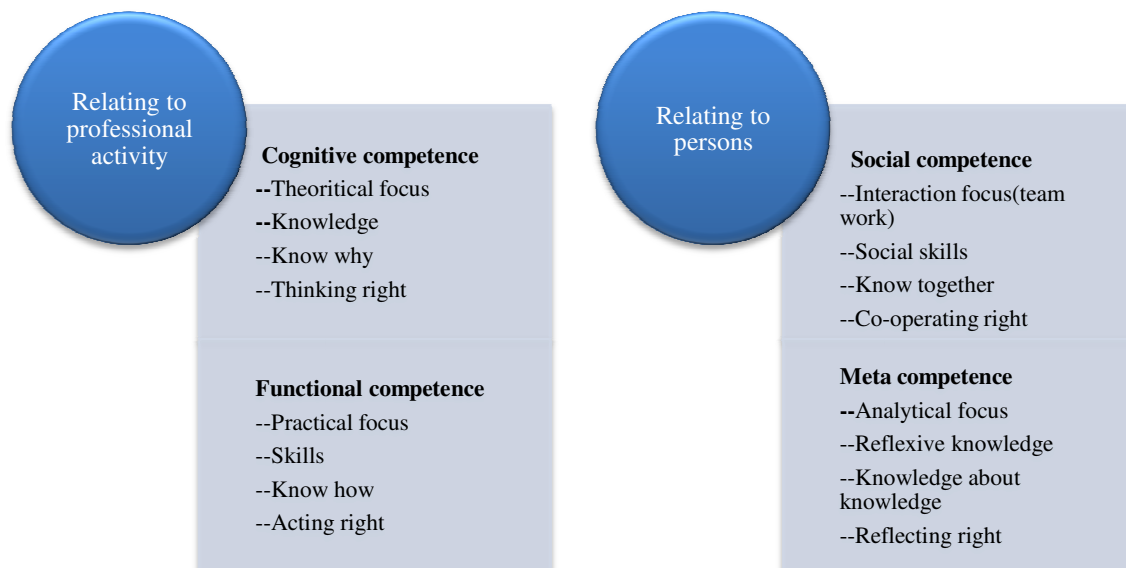 Relating to
professional
activity
Cognitive competence
--Theoritical focus
--Knowledge
--Know why
--Thinking right
Functional competence
--Practical focus
--Skills
--Know how
--Acting right
Relating to
persons
Social competence
--Interaction focus(team
work)
--Social skills
--Know together
--Co-operating right
Meta competence
--Analytical focus
--Reflexive knowledge
--Knowledge about
knowledge
--Reflecting right